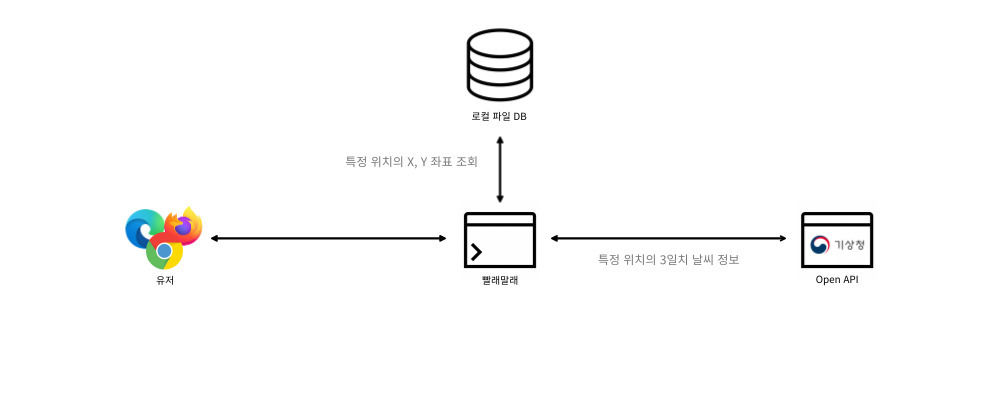 로컬 파일 DB
특정 위치의 X, Y 좌표 조회
기상청
특정 위치의 3일치 날씨 정보
유저
빨래말래
Open API